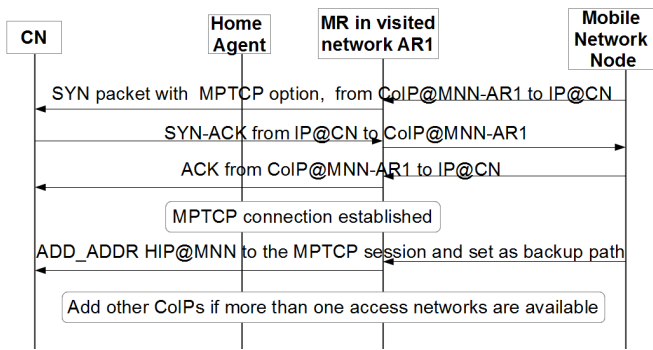 CN
Home
Agent
MR in visited
network AR1
Mobile
Network
Node
SYN packet with MPTCP option, from CoIP@MNN-AR1 to IP@CN
SYN-ACK from IP@CN to CoIP@MNN-AR1
ACK from CoIP@MNN-AR1 to IP@CN
MPTCP connection established
ADD_ADDR HIP@MNN to the MPTCP session and set as backup path
Add other CoIPs if more than one access networks are available